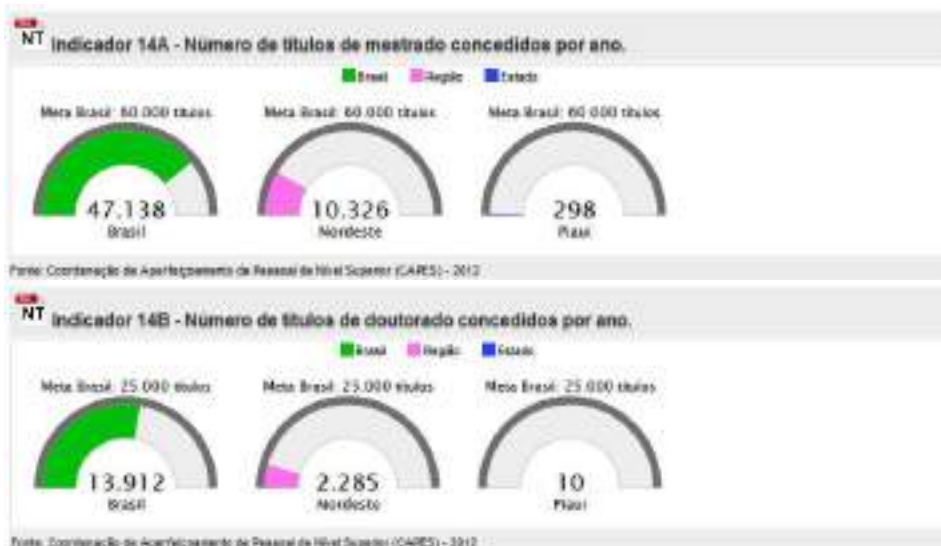 NT Indicador 14A - Número de títulos de mestrado concedidos por ano.
Brasil Região Estado
Meta Brasil: 60.000 títulos Meta Brasil: 60.000 títulos Meta Brasil: 60.000 títulos
47.138 10.326 298
Brasil Nordeste Piauí
Fonte: Coordenação de Aperfeiçoamento de Pessoal de Nível Superior (CAPES) - 2012
NT Indicador 14B - Número de títulos de doutorado concedidos por ano.
Brasil Região Estado
Meta Brasil: 25.000 títulos Meta Brasil: 25.000 títulos Meta Brasil: 25.000 títulos
13.912 2.285 10
Brasil Nordeste Piauí
Fonte: Coordenação de Aperfeiçoamento de Pessoal de Nível Superior (CAPES) - 2012